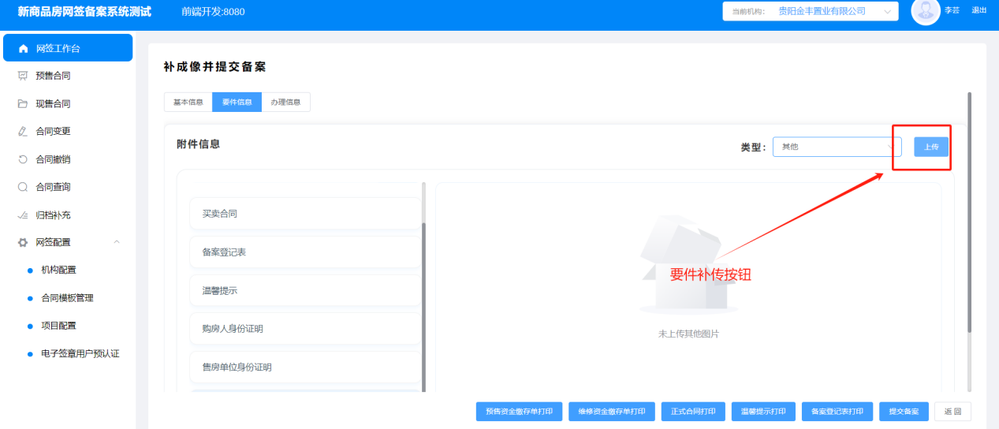 新商品房网签备案系统测试 前端开发:8080 当前机构： 贵阳金丰置业有限公司 李芸 退出
网签工作台
预售合同
现售合同
合同变更
合同撤销
合同查询
归档补充
网签配置
机构配置
合同模板管理
项目配置
电子签章用户预认证
补成像并提交备案
基本信息 要件信息 办理信息
附件信息 类型： 其他 上传
买卖合同
备案登记表
温馨提示
购房人身份证明
售房单位身份证明
要件补传按钮
未上传其他图片
预售资金缴存单打印 维修资金缴存单打印 正式合同打印 温馨提示打印 备案登记表打印 提交备案 返 回